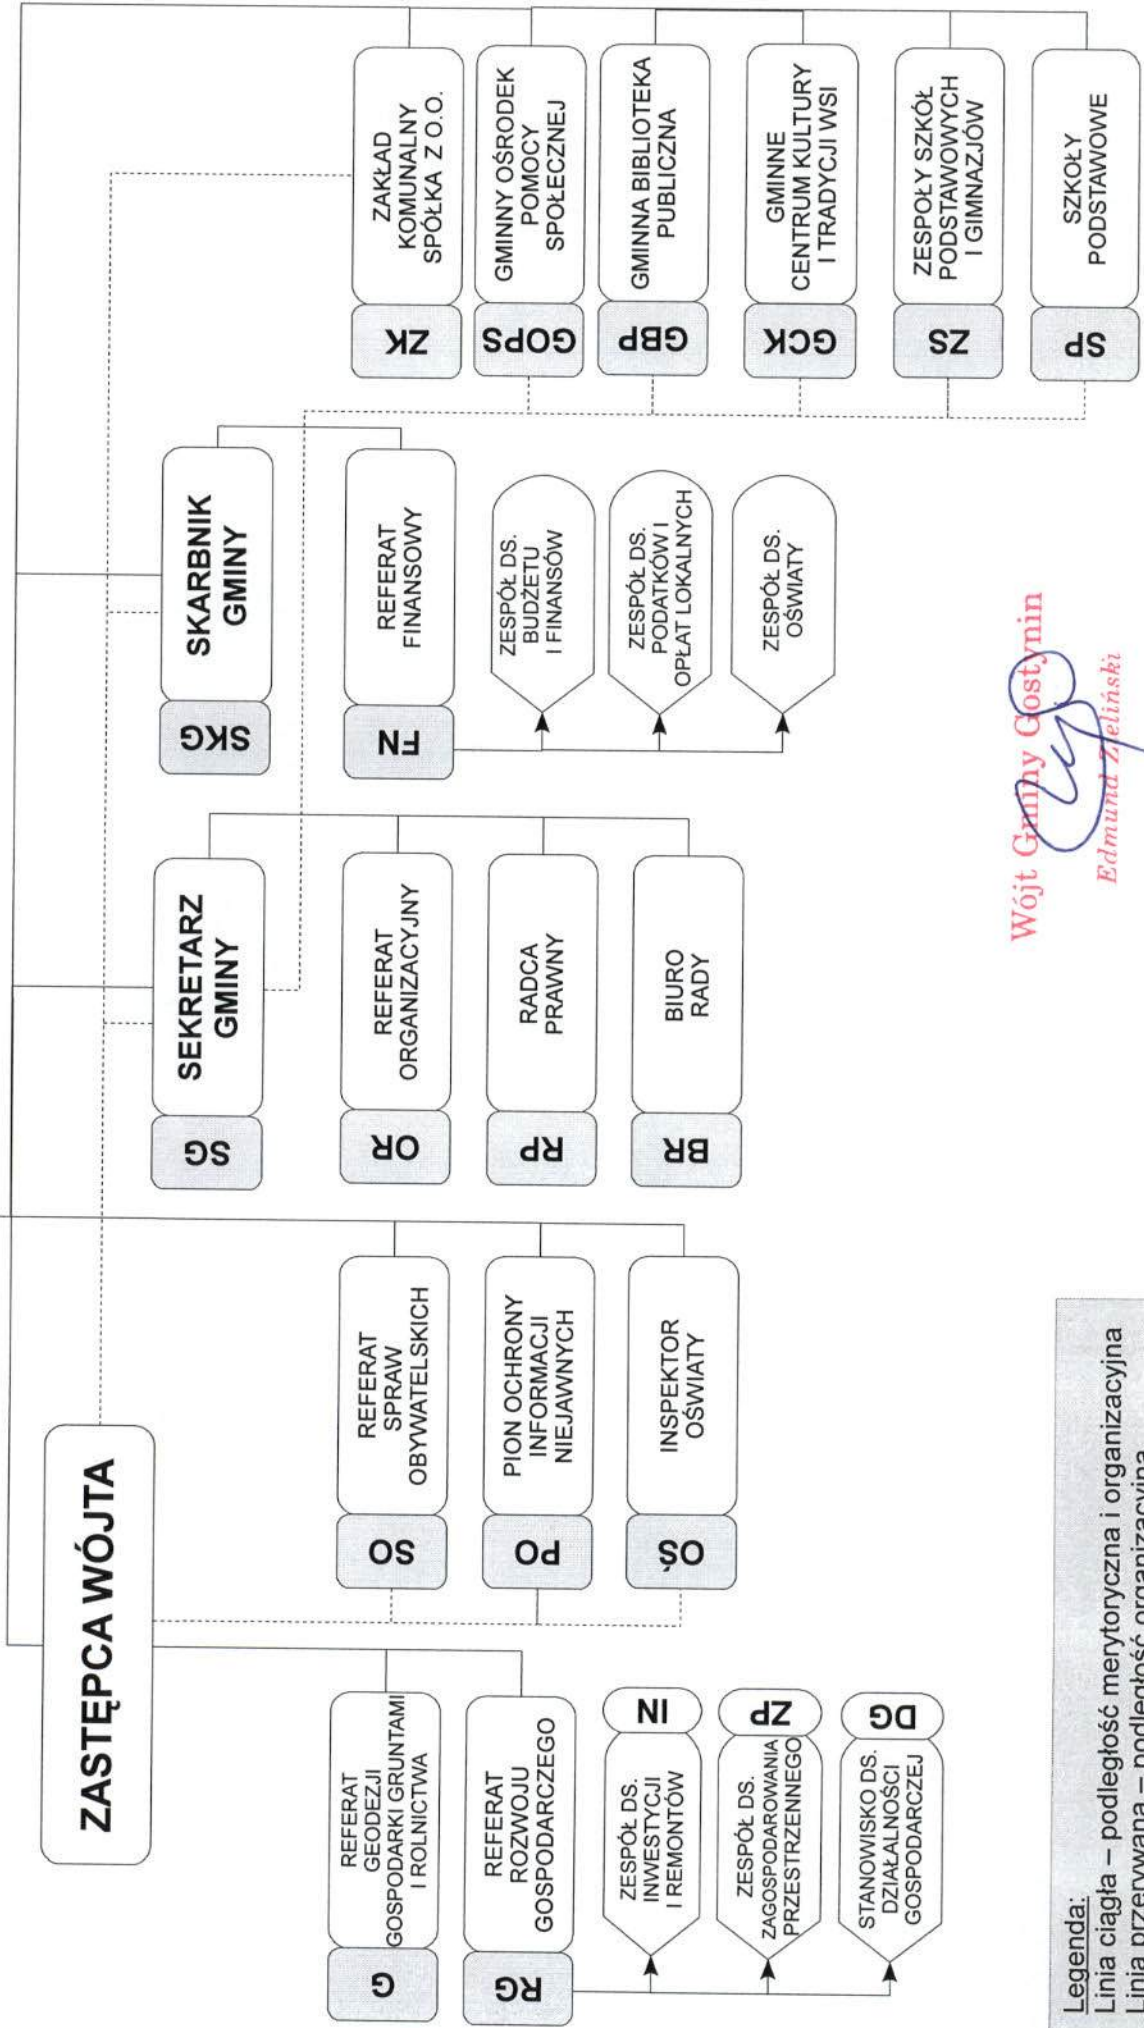 ZASTĘPCA WÓJTA
G
REFERAT
GEODEZJI
GOSPODARKI GRUNTAMI
I ROLNICTWA
RG
REFERAT
ROZWOJU
GOSPODARCZEGO
ZESPÓŁ DS.
INWESTYCJI
I REMONTÓW
IN
ZESPÓŁ DS.
ZAGOSPODAROWANIA
PRZESTRZENNEGO
ZP
STANOWISKO DS.
DZIAŁALNOŚCI
GOSPODARCZEJ
DG
SO
REFERAT
SPRAW
OBYWATELSKICH
PO
PION OCHRONY
INFORMACJI
NIEJAWNYCH
OŚ
INSPEKTOR
OŚWIATY
SG
SEKRETARZ
GMINY
OR
REFERAT
ORGANIZACYJNY
RP
RADCA
PRAWNY
BR
BIURO
RADY
SKG
SKARBNIK
GMINY
FN
REFERAT
FINANSOWY
ZESPÓŁ DS.
BUDŻETU
I FINANSÓW
ZESPÓŁ DS.
PODATKÓW I
OPŁAT LOKALNYCH
ZESPÓŁ DS.
OŚWIATY
ZK
ZAKŁAD
KOMUNALNY
SPÓŁKA Z O.O.
GOPS
GMINNY OŚRODEK
POMOCY
SPOŁECZNEJ
GBP
GMINNA BIBLIOTEKA
PUBLICZNA
GCK
GMINNE
CENTRUM KULTURY
I TRADYCJI WSI
ZS
ZESPOŁY SZKÓŁ
PODSTAWOWYCH
I GIMNAZJÓW
SP
SZKOŁY
PODSTAWOWE
Legenda:
Linia ciągła – podległość merytoryczna i organizacyjna
Linia przerywana – podległość organizacyjna
Wójt Gminy Gostynin
Edmund Zieliński